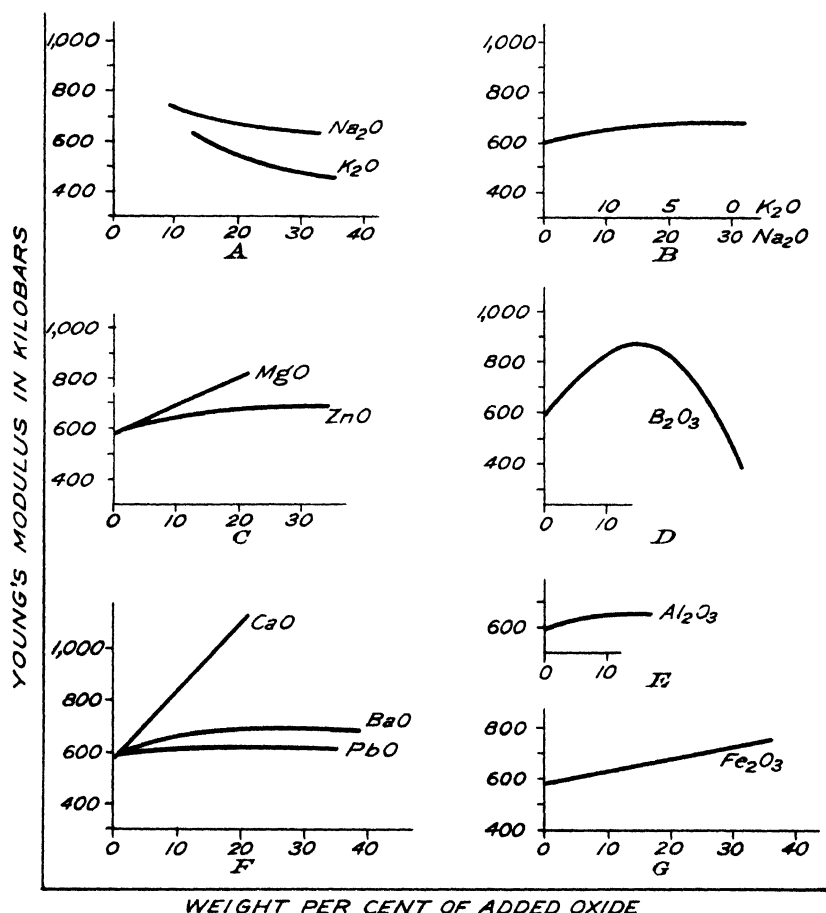 YOUNG'S MODULUS IN KILOBARS
1,000
800
600
400
Na₂O
K₂O
0 10 20 30 40
A
1,000
800
600
400
10 5 0 K₂O
0 10 20 30 Na₂O
B
1,000
800
600
400
MgO
ZnO
0 10 20 30
C
1,000
800
600
400
B₂O₃
0 10
D
600
Al₂O₃
0 10
E
1,000
800
600
400
CaO
BaO
PbO
0 10 20 30 40
F
800
600
400
Fe₂O₃
0 10 20 30 40
G
WEIGHT PER CENT OF ADDED OXIDE